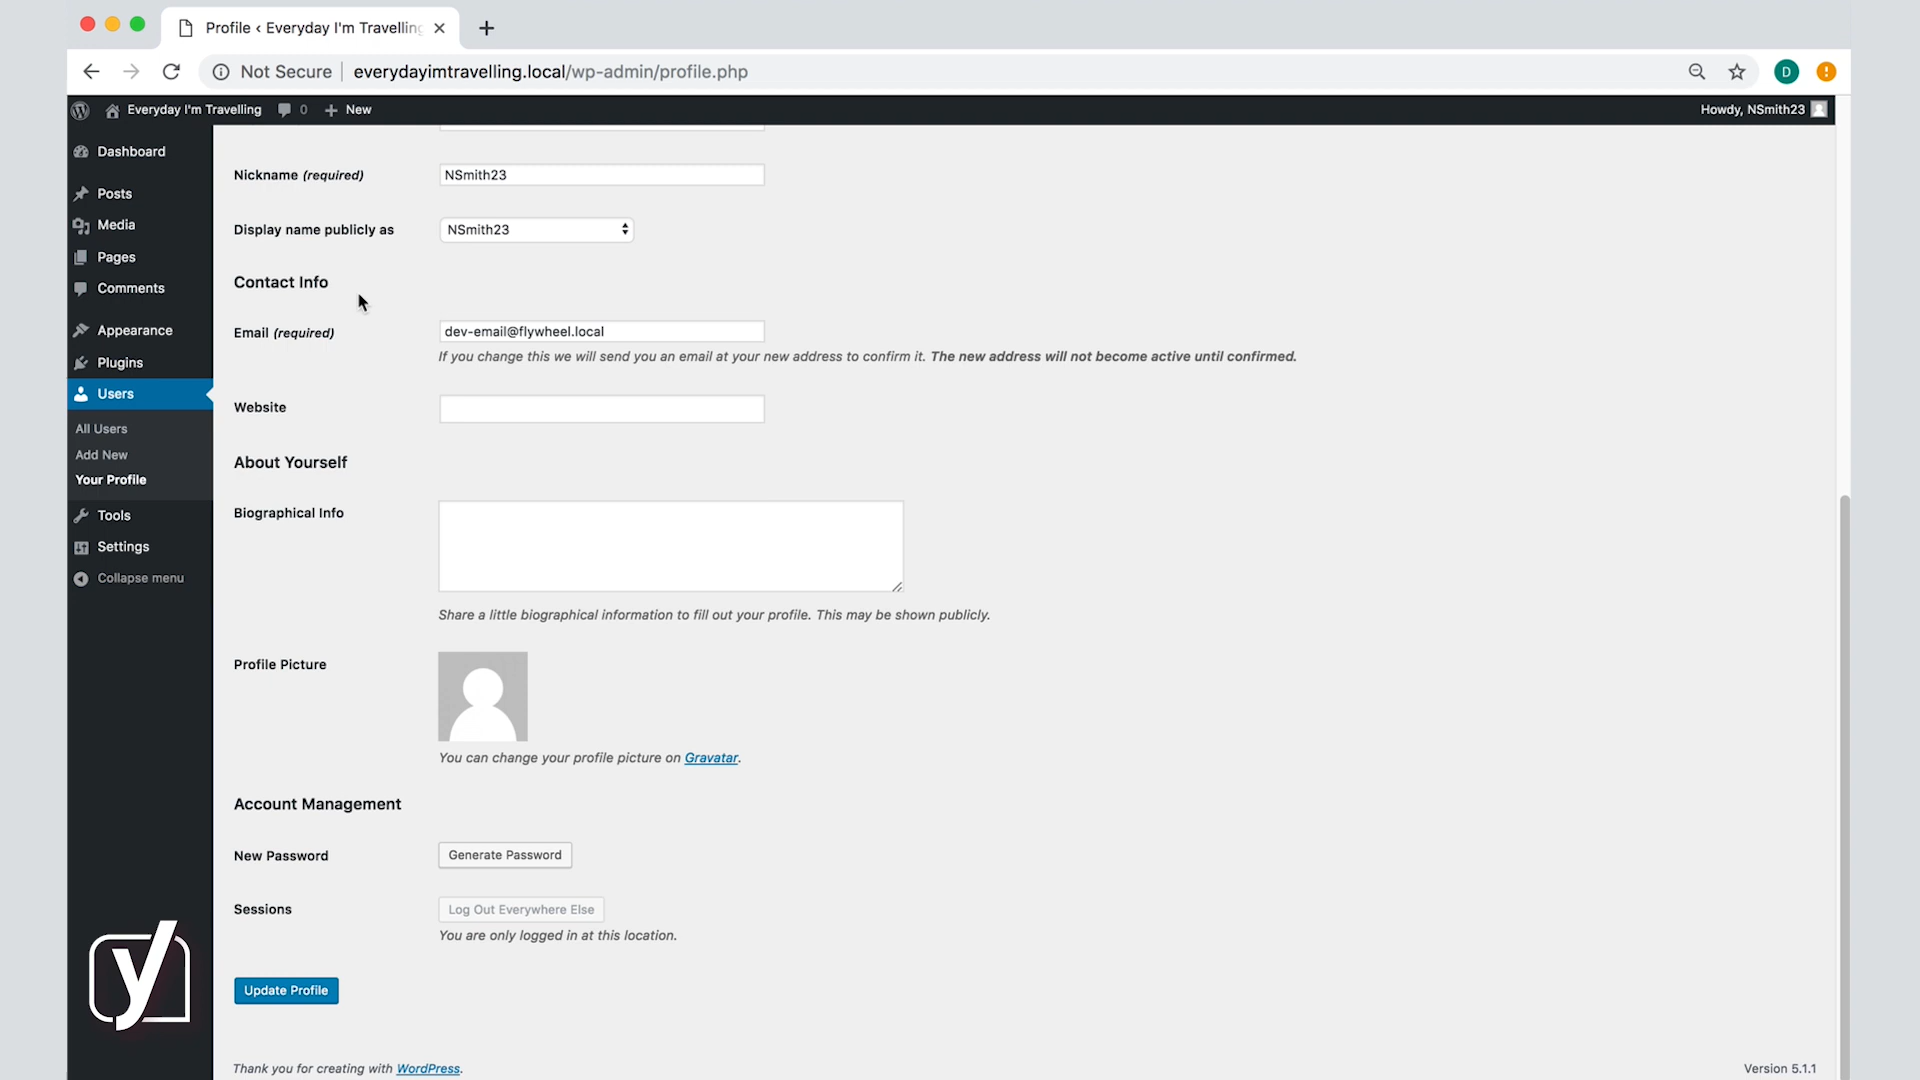 Profile ‹ Everyday I'm Travelling
Not Secure everydayimtravelling.local/wp-admin/profile.php
D
Everyday I'm Travelling 0 New
Howdy, NSmith23
Dashboard
Posts
Media
Pages
Comments
Appearance
Plugins
Users
All Users
Add New
Your Profile
Tools
Settings
Collapse menu
Nickname (required) NSmith23
Display name publicly as NSmith23
Contact Info
Email (required) dev-email@flywheel.local
If you change this we will send you an email at your new address to confirm it. The new address will not become active until confirmed.
Website
About Yourself
Biographical Info
Share a little biographical information to fill out your profile. This may be shown publicly.
Profile Picture
You can change your profile picture on Gravatar.
Account Management
New Password Generate Password
Sessions Log Out Everywhere Else
You are only logged in at this location.
Update Profile
y
Thank you for creating with WordPress.
Version 5.1.1